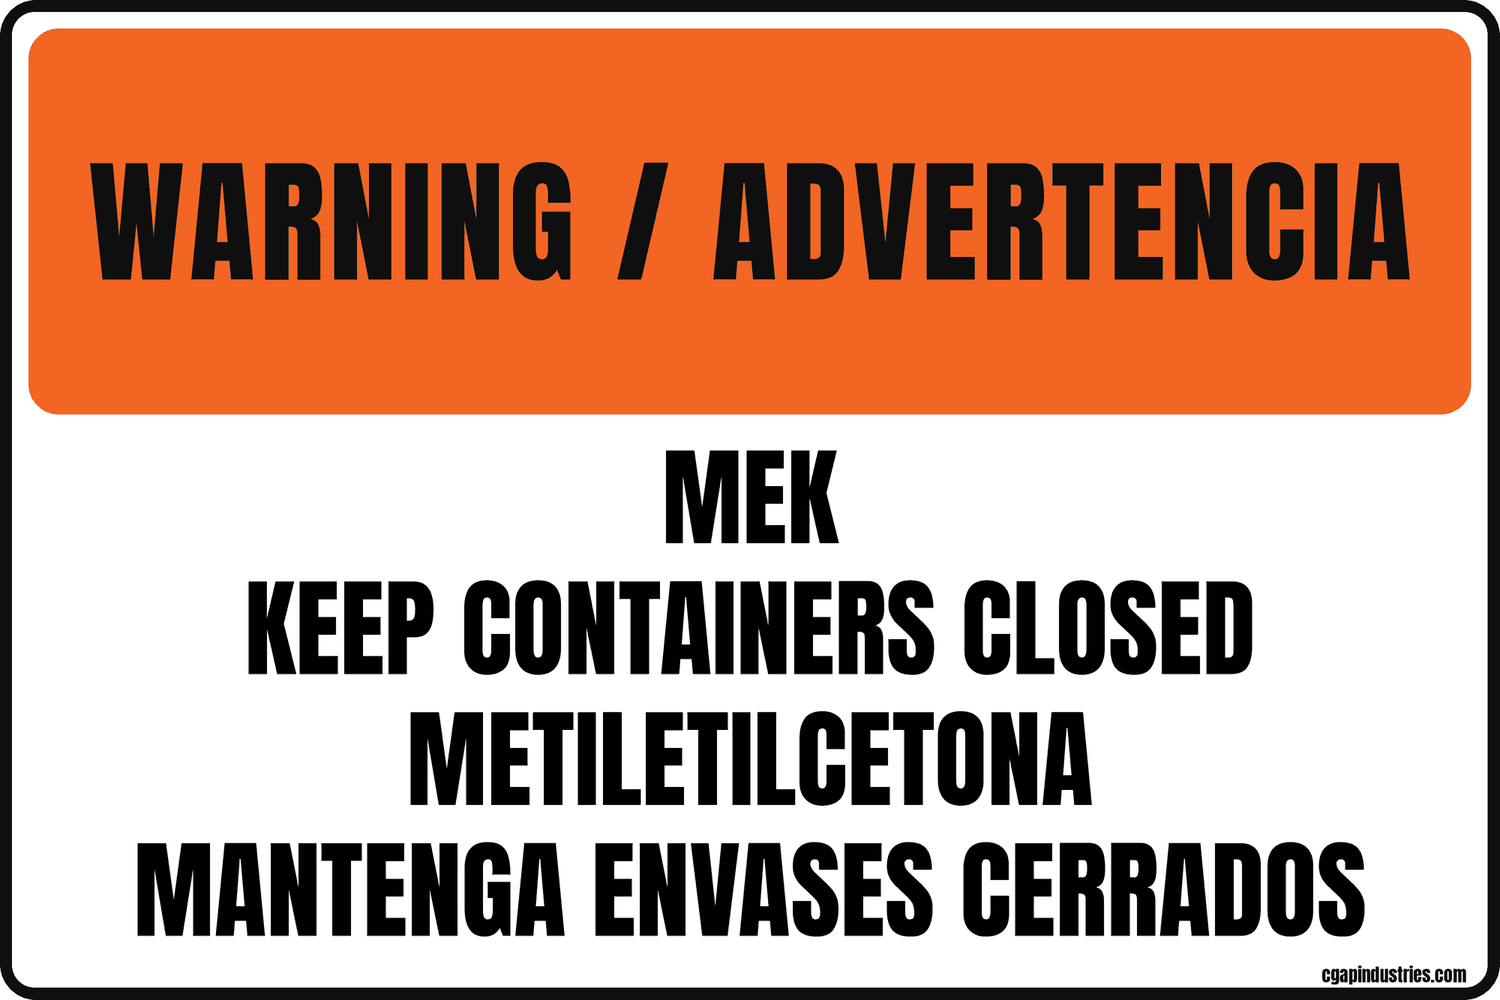 WARNING / ADVERTENCIA
MEK
KEEP CONTAINERS CLOSED
METILETILCETONA
MANTENGA ENVASES CERRADOS
cgapindustries.com